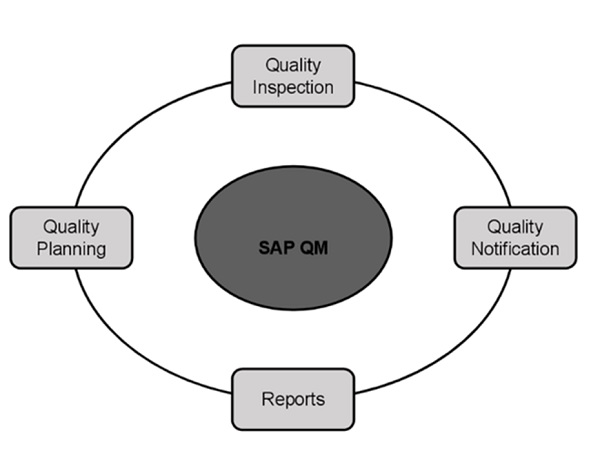 Quality
Inspection
Quality
Planning
SAP QM
Quality
Notification
Reports